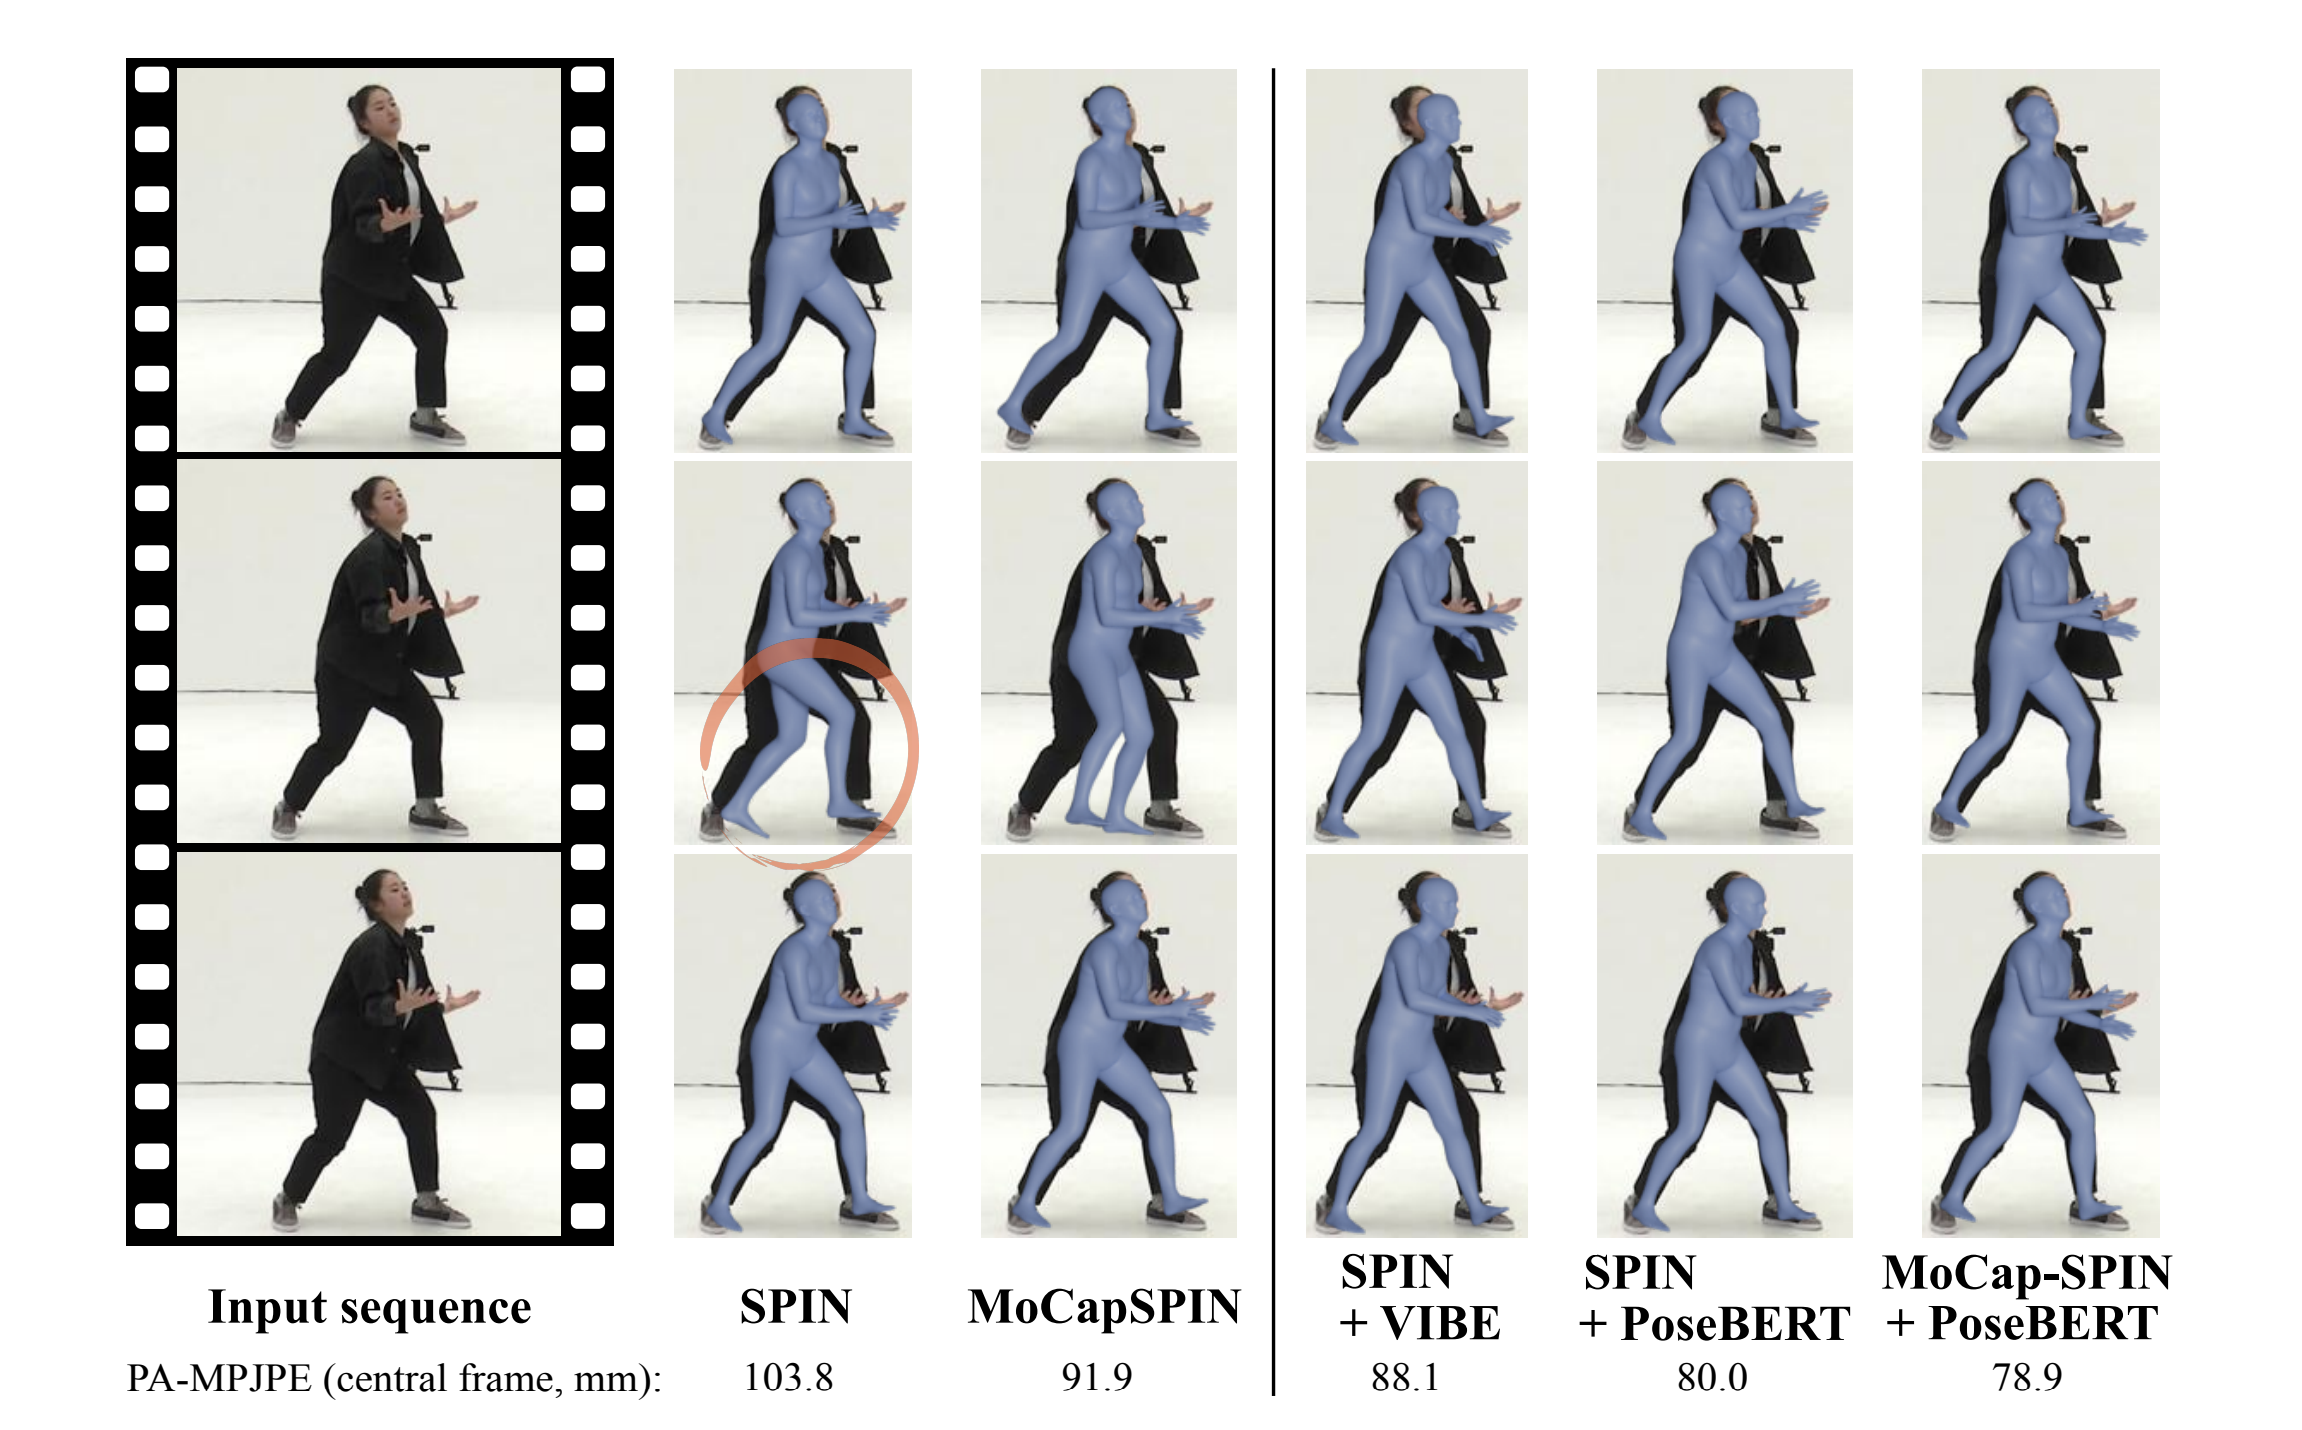 Input sequence
SPIN
MoCapSPIN
SPIN
+ VIBE
SPIN
+ PoseBERT
MoCap-SPIN
+ PoseBERT
PA-MPJPE (central frame, mm):
103.8
91.9
88.1
80.0
78.9